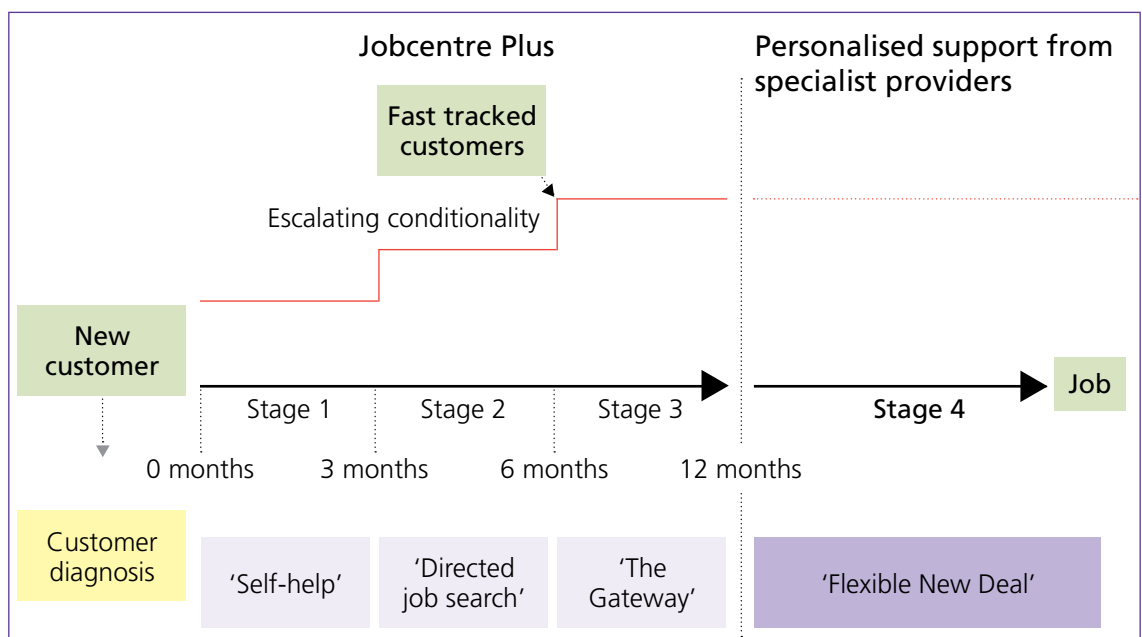 Jobcentre Plus
Personalised support from
specialist providers
Fast tracked
customers
Escalating conditionality
New
customer
Job
Stage 1
Stage 2
Stage 3
Stage 4
0 months
3 months
6 months
12 months
Customer
diagnosis
‘Self-help’
‘Directed
job search’
‘The
Gateway’
‘Flexible New Deal’